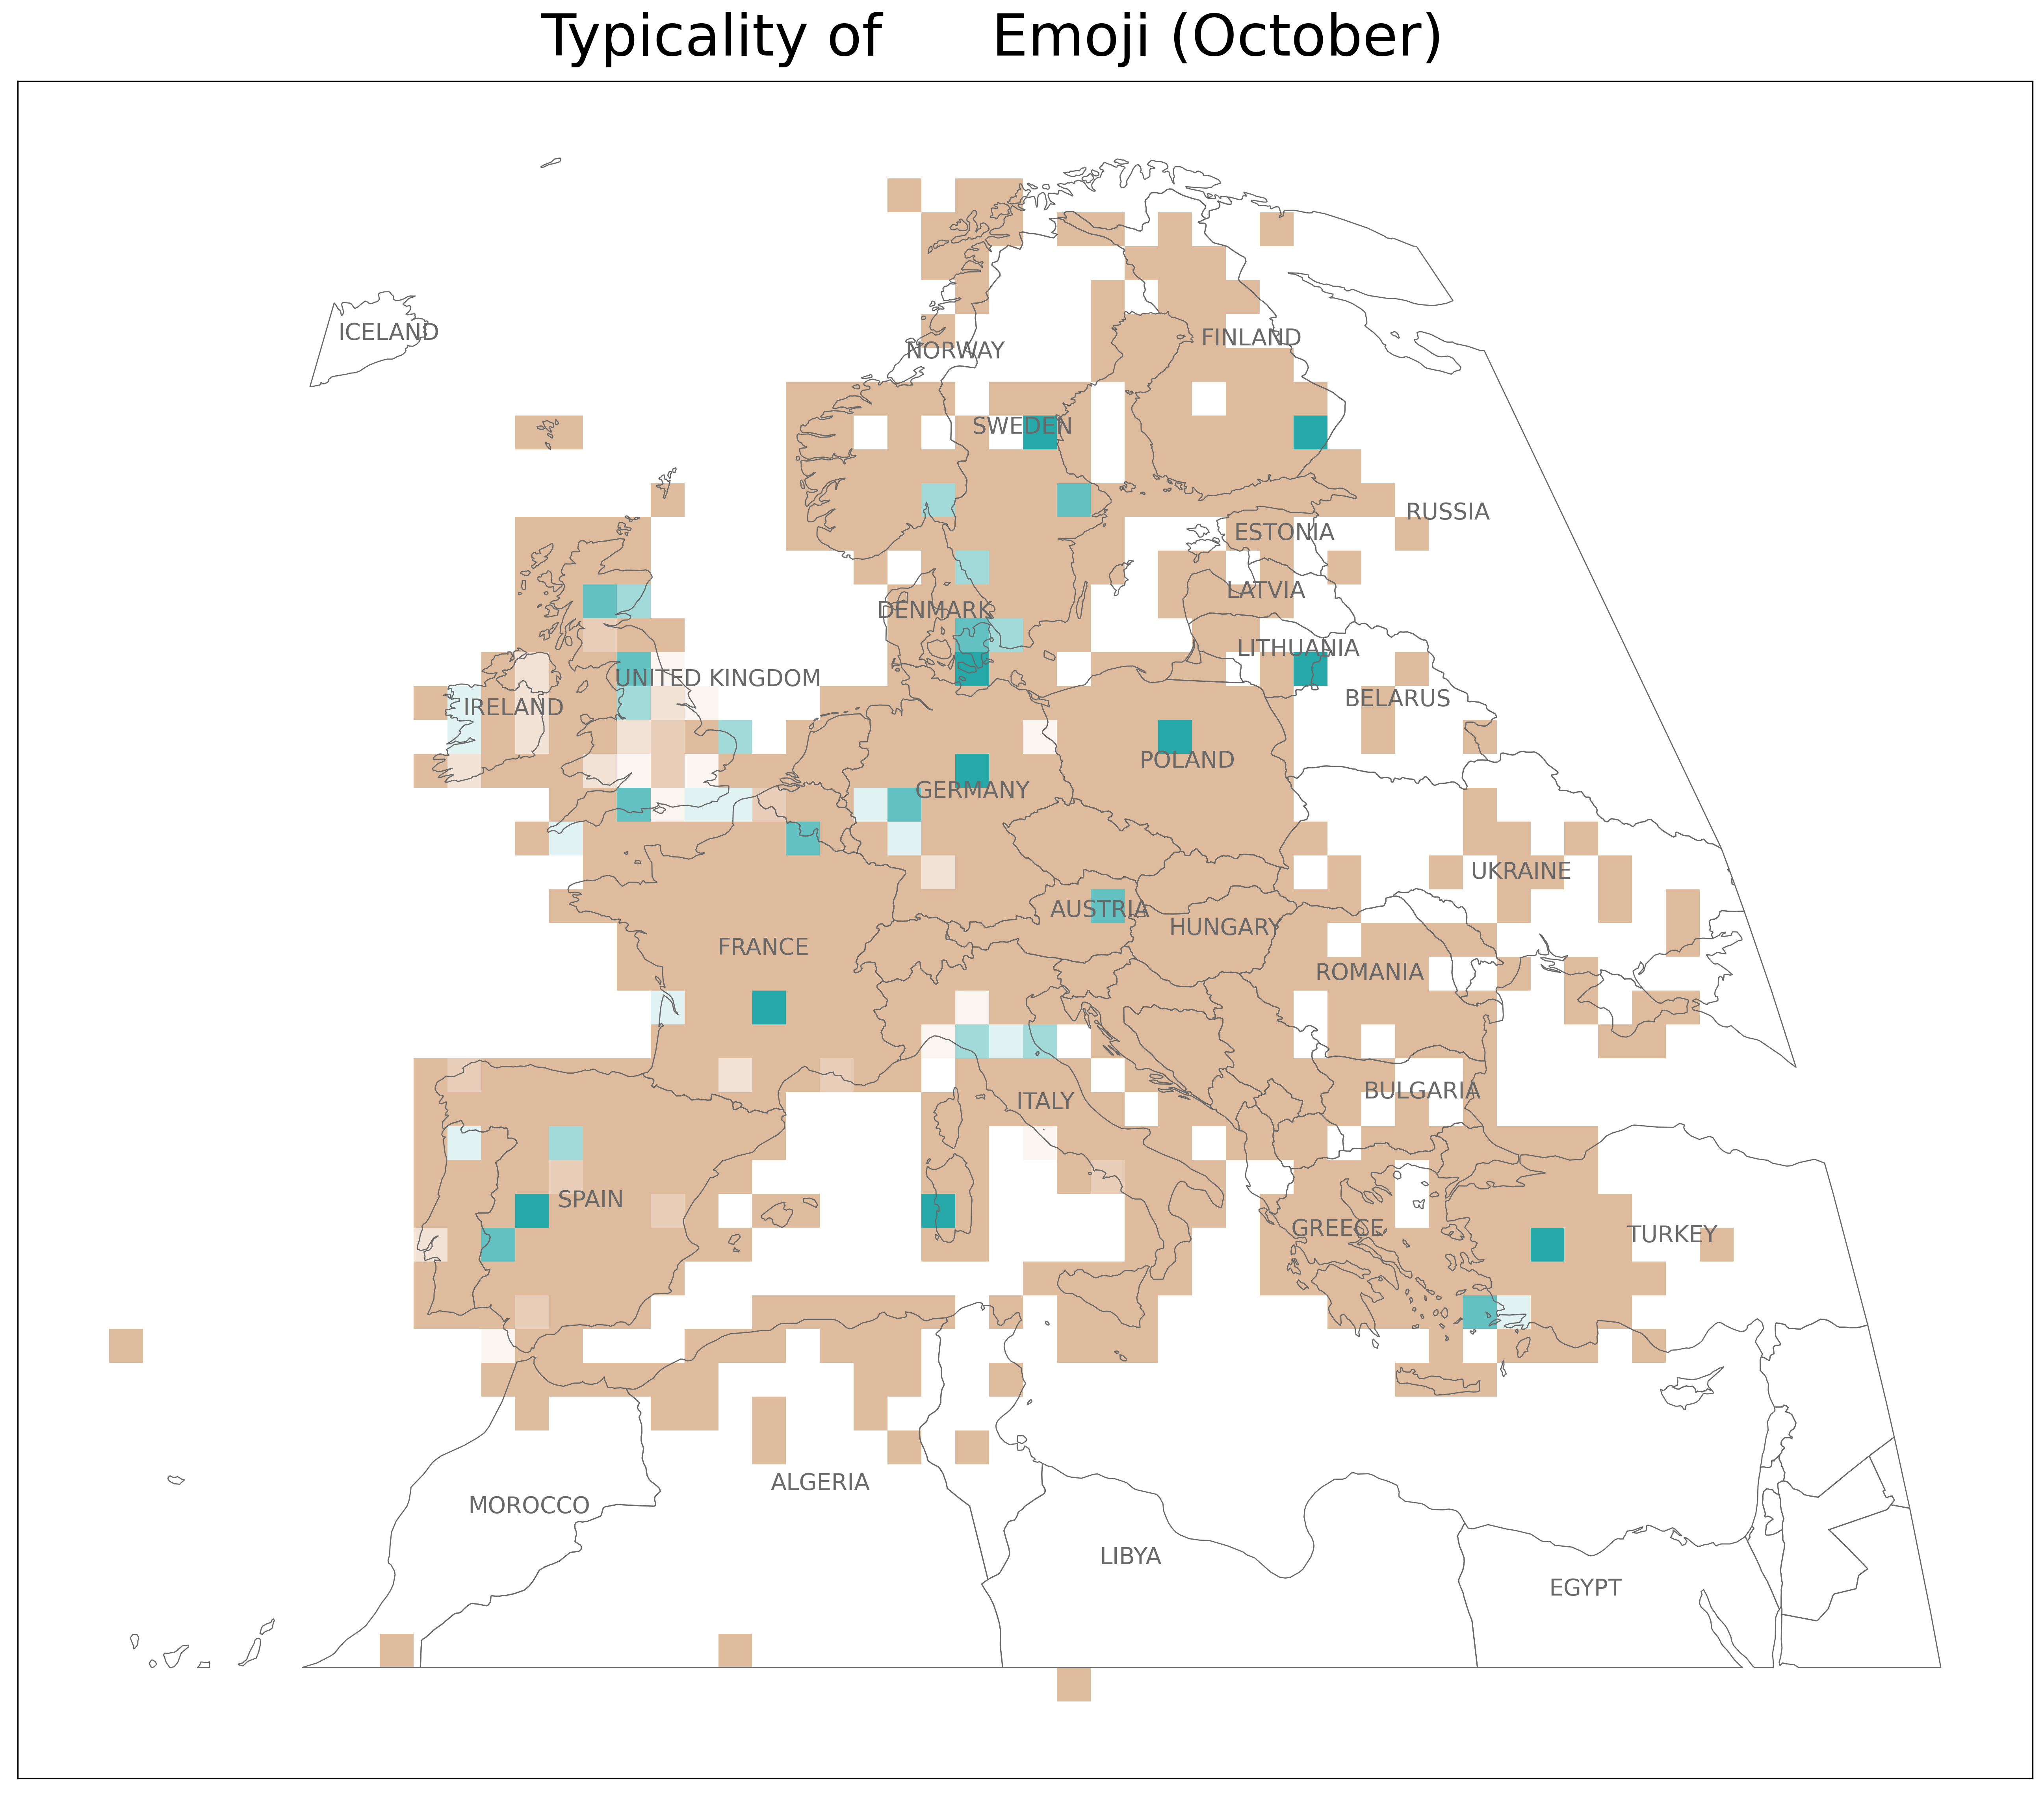 Typicality of Emoji (October)
ICELAND
FINLAND
NORWAY
SWEDEN
RUSSIA
ESTONIA
LATVIA
DENMARK
LITHUANIA
UNITED KINGDOM
BELARUS
IRELAND
POLAND
GERMANY
UKRAINE
AUSTRIA
HUNGARY
FRANCE
ROMANIA
BULGARIA
ITALY
SPAIN
GREECE
TURKEY
ALGERIA
MOROCCO
LIBYA
EGYPT